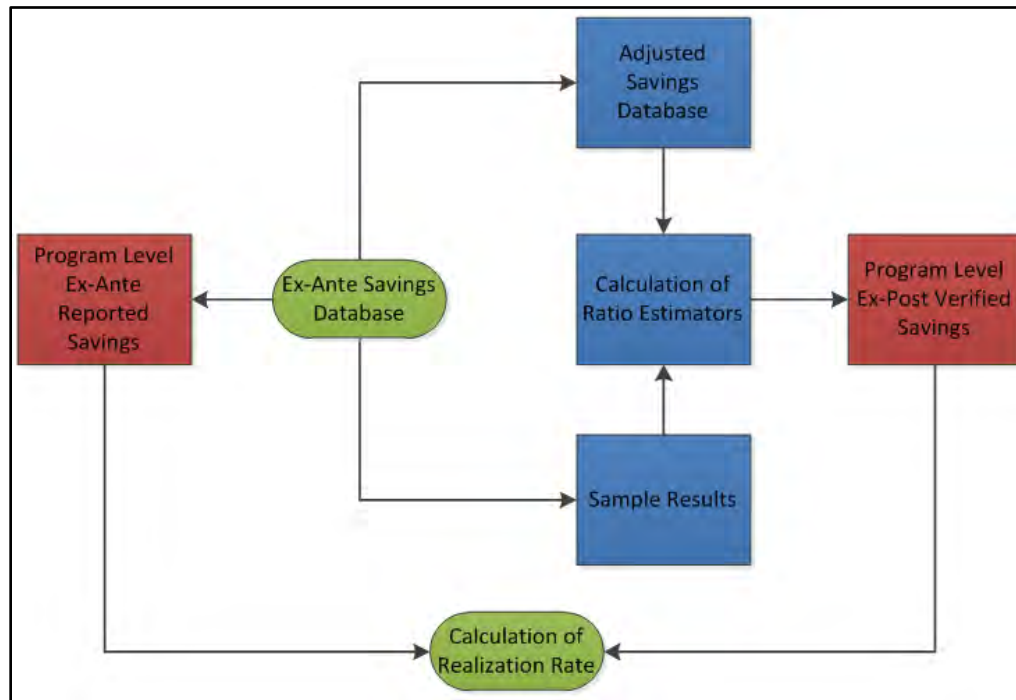 Adjusted
Savings
Database
Program Level
Ex-Ante
Reported
Savings
Ex-Ante Savings
Database
Calculation of
Ratio Estimators
Program Level
Ex-Post Verified
Savings
Sample Results
Calculation of
Realization Rate